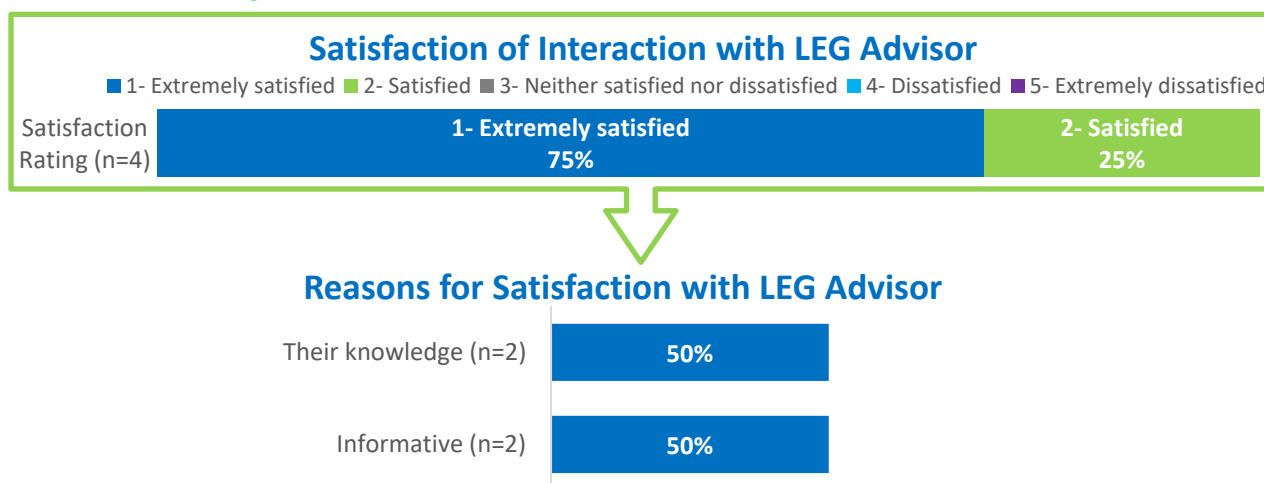 Satisfaction of Interaction with LEG Advisor
1- Extremely satisfied 2- Satisfied 3- Neither satisfied nor dissatisfied 4- Dissatisfied 5- Extremely dissatisfied
Satisfaction
Rating (n=4)
1- Extremely satisfied
75%
2- Satisfied
25%
Reasons for Satisfaction with LEG Advisor
Their knowledge (n=2)
50%
Informative (n=2)
50%